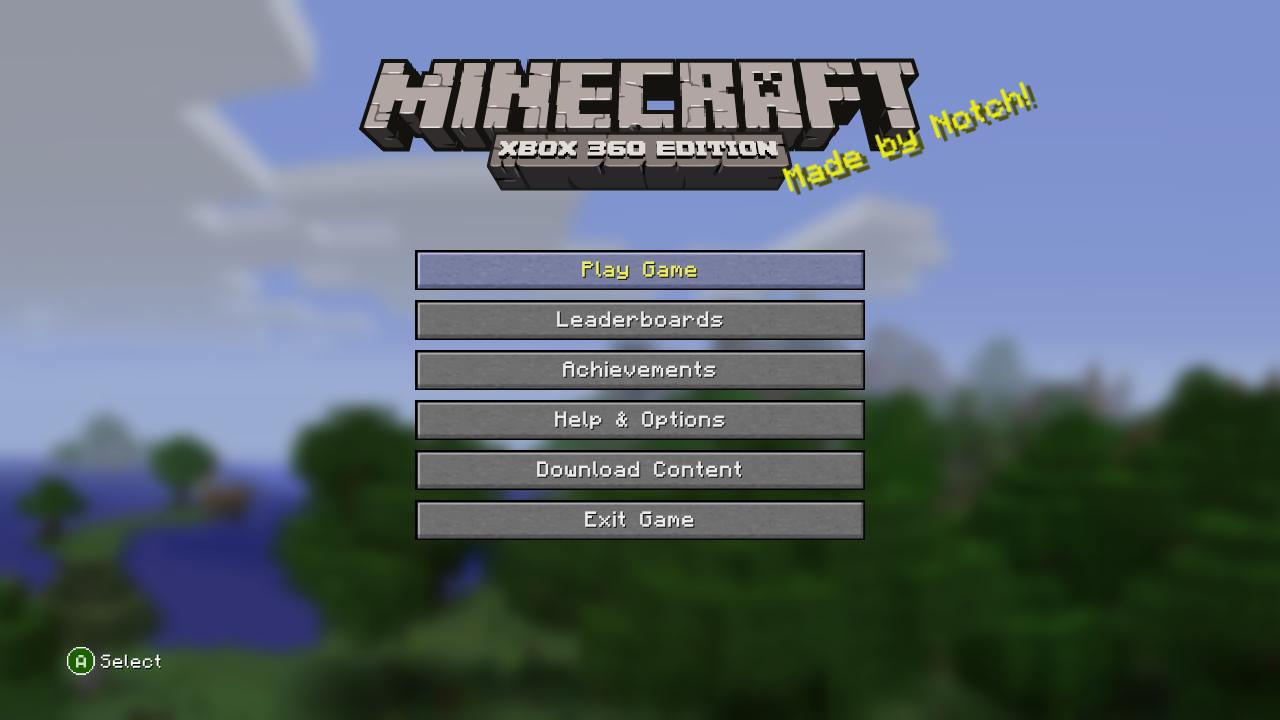 MINECRAFT
XBOX 360 EDITION
Made by Notch!
Play Game
Leaderboards
Achievements
Help & Options
Download Content
Exit Game
A Select